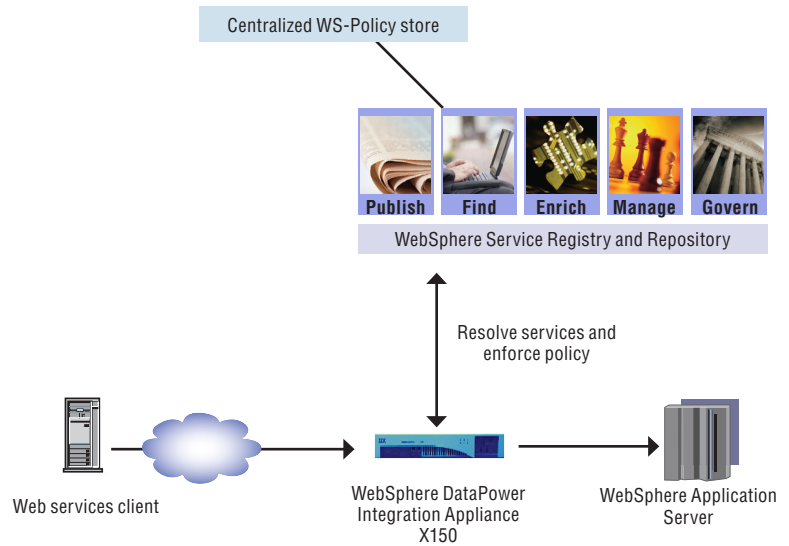 Centralized WS-Policy store
Publish
Find
Enrich
Manage
Govern
WebSphere Service Registry and Repository
Resolve services and
enforce policy
Web services client
WebSphere DataPower
Integration Appliance
X150
WebSphere Application
Server